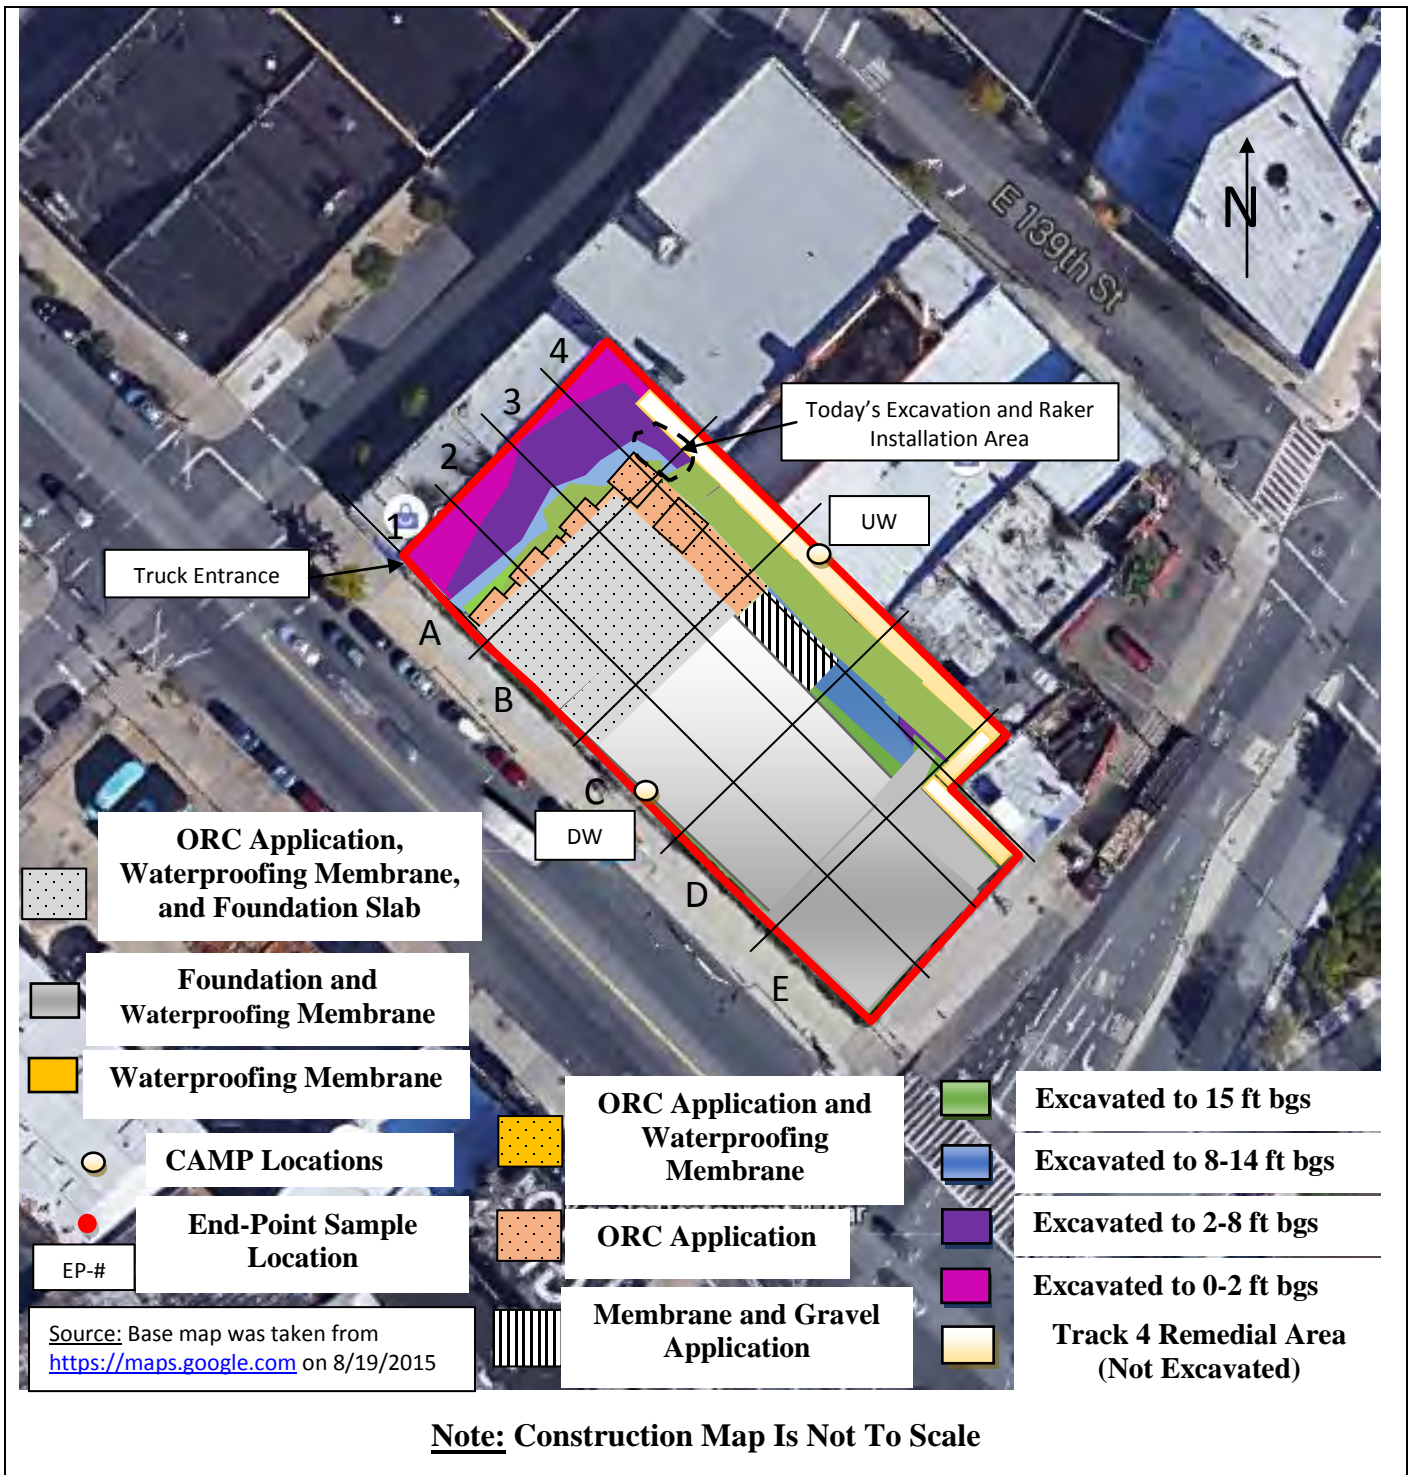 E 139th St
N
4
3
2
1
Today's Excavation and Raker
Installation Area
UW
Truck Entrance
A
B
C
DW
D
E
ORC Application,
Waterproofing Membrane,
and Foundation Slab
Foundation and
Waterproofing Membrane
Waterproofing Membrane
CAMP Locations
End-Point Sample
Location
EP-#
Source: Base map was taken from
https://maps.google.com on 8/19/2015
ORC Application and
Waterproofing
Membrane
ORC Application
Membrane and Gravel
Application
Excavated to 15 ft bgs
Excavated to 8-14 ft bgs
Excavated to 2-8 ft bgs
Excavated to 0-2 ft bgs
Track 4 Remedial Area
(Not Excavated)
Note: Construction Map Is Not To Scale